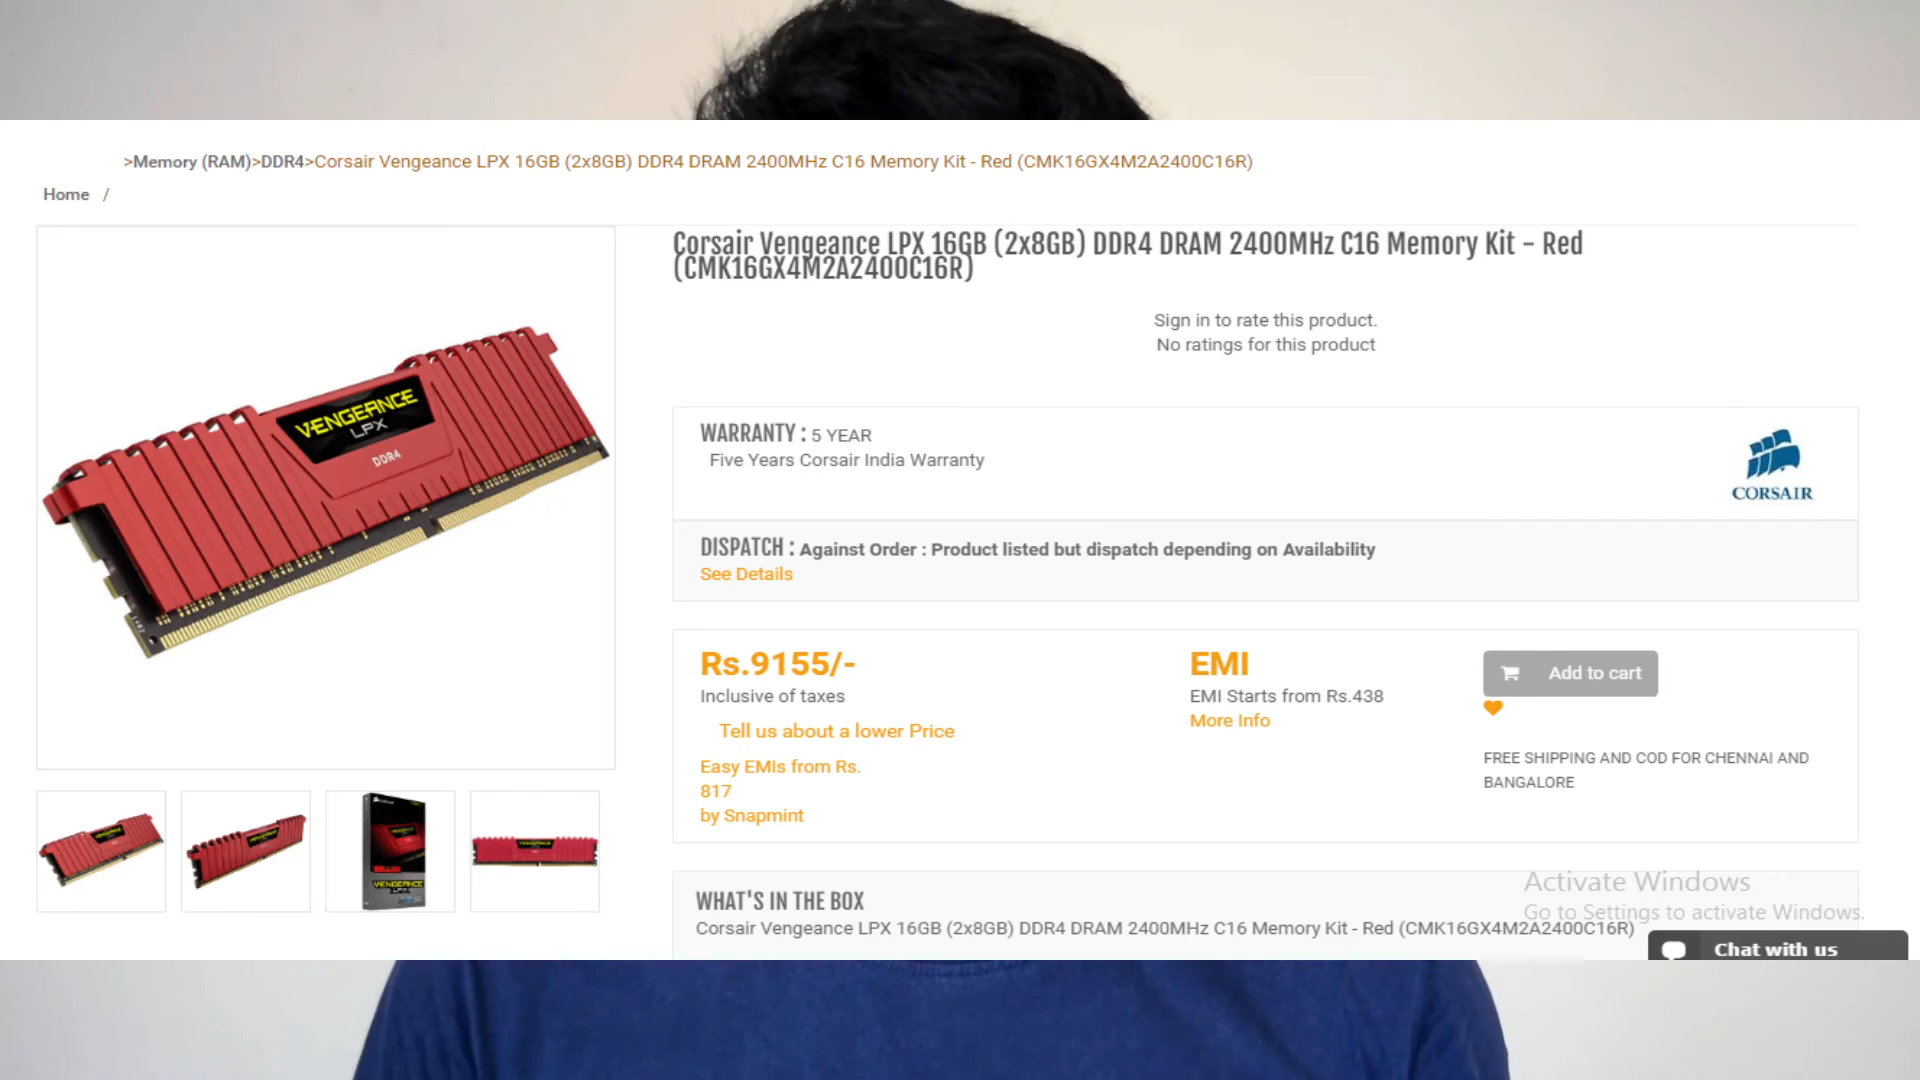 >Memory (RAM)>DDR4>Corsair Vengeance LPX 16GB (2x8GB) DDR4 DRAM 2400MHz C16 Memory Kit - Red (CMK16GX4M2A2400C16R)
Home /
Corsair Vengeance LPX 16GB (2x8GB) DDR4 DRAM 2400MHz C16 Memory Kit - Red
(CMK16GX4M2A2400C16R)
Sign in to rate this product.
No ratings for this product
VENGEANCE
LPX
DDR4
WARRANTY : 5 YEAR
Five Years Corsair India Warranty
CORSAIR
DISPATCH : Against Order : Product listed but dispatch depending on Availability
See Details
Rs.9155/-
Inclusive of taxes
Tell us about a lower Price
Easy EMIs from Rs.
817
by Snapmint
EMI
EMI Starts from Rs.438
More Info
Add to cart
FREE SHIPPING AND COD FOR CHENNAI AND
BANGALORE
VENGEANCE
VENGEANCE
VENGEANCE
LPX
VENGEANCE
WHAT'S IN THE BOX
Corsair Vengeance LPX 16GB (2x8GB) DDR4 DRAM 2400MHz C16 Memory Kit - Red (CMK16GX4M2A2400C16R)
Activate Windows
Go to Settings to activate Windows.
Chat with us